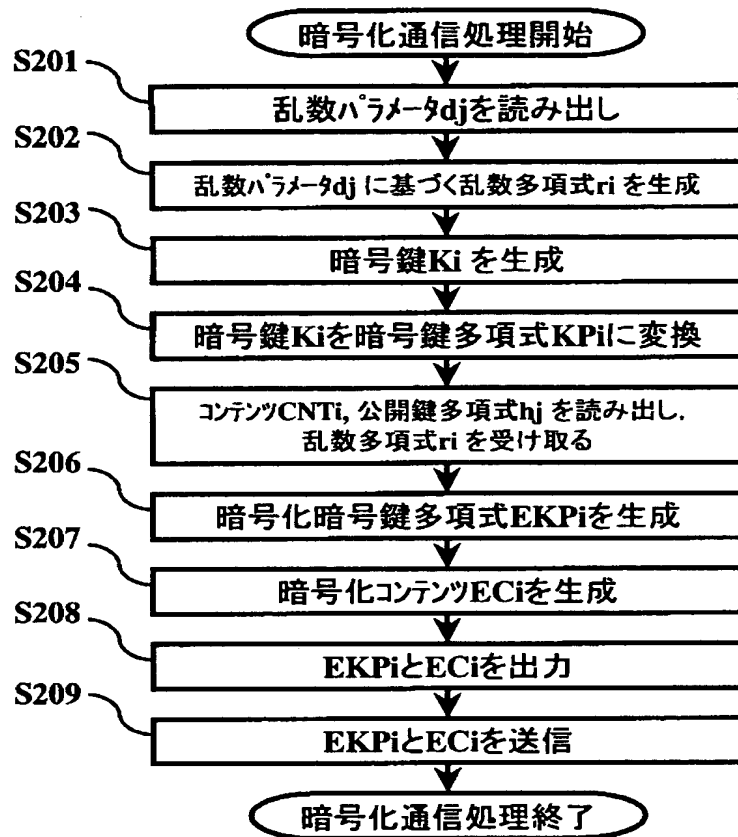 暗号化通信処理開始
S201
乱数パラメータdjを読み出し
S202
乱数パラメータdj に基づく乱数多項式ri を生成
S203
暗号鍵Ki を生成
S204
暗号鍵Kiを暗号鍵多項式KPiに変換
S205
コンテンツCNTi, 公開鍵多項式hj を読み出し.
乱数多項式ri を受け取る
S206
暗号化暗号鍵多項式EKPiを生成
S207
暗号化コンテンツECiを生成
S208
EKPiとECiを出力
S209
EKPiとECiを送信
暗号化通信処理終了